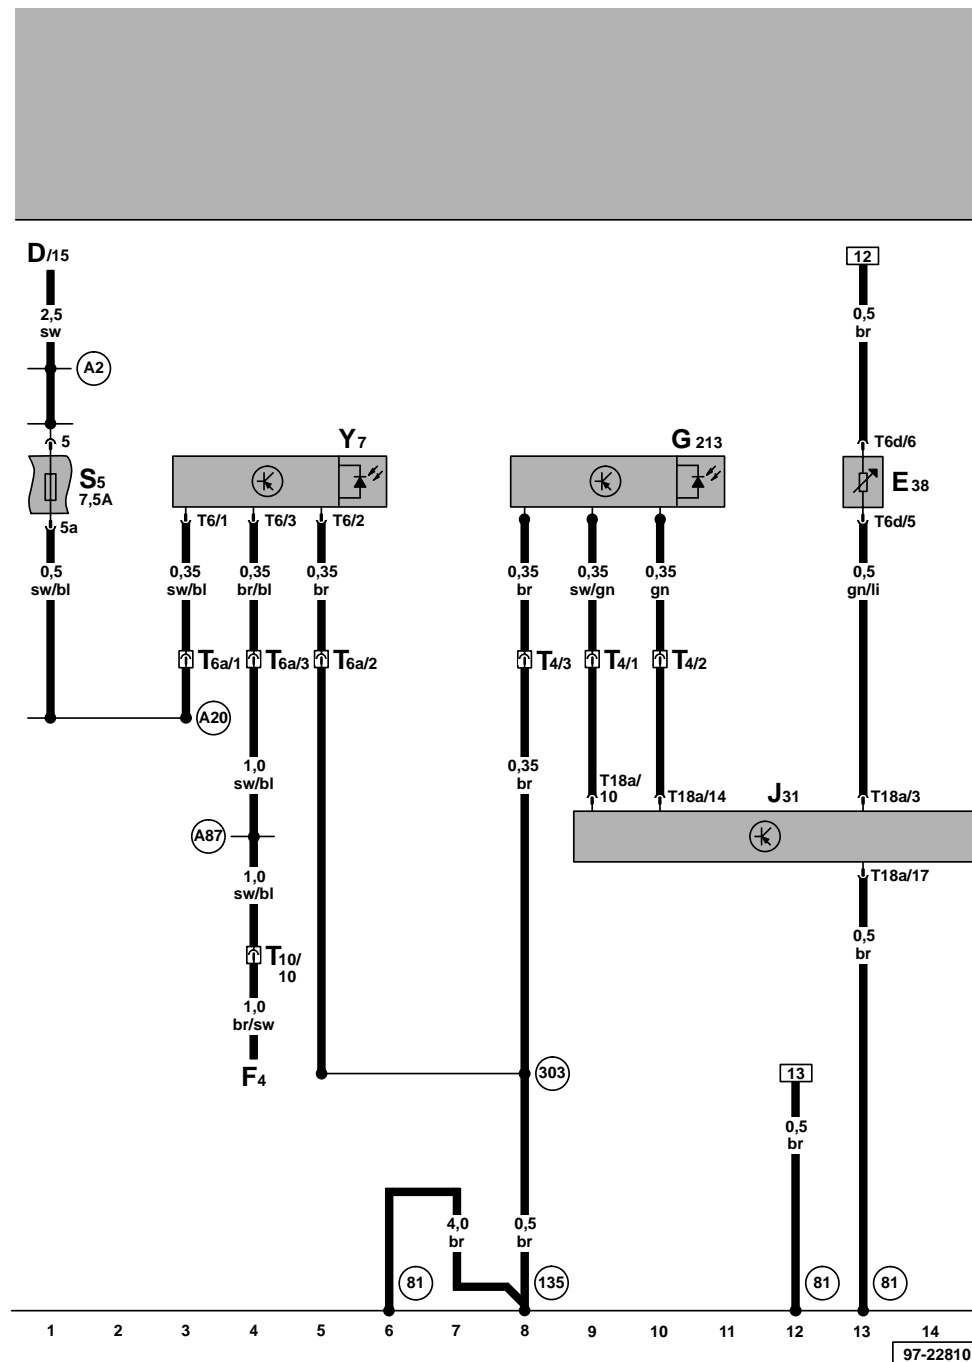 D/15
12
2,5
sw
0,5
br
A2
5
Y7
G213
T6d/6
S5
7,5A
E38
5a
T6/1
T6/3
T6/2
T6d/5
0,5
sw/bl
0,35
sw/bl
0,35
br/bl
0,35
br
0,35
br
0,35
sw/gn
0,35
gn
0,5
gn/li
T6a/1
T6a/3
T6a/2
T4/3
T4/1
T4/2
A20
1,0
sw/bl
0,35
br
T18a/
10
T18a/14
J31
T18a/3
A87
1,0
sw/bl
T18a/17
0,5
br
T10/
10
1,0
br/sw
F4
303
13
0,5
br
4,0
br
0,5
br
81
135
81
81
1 2 3 4 5 6 7 8 9 10 11 12 13 14
97-22810